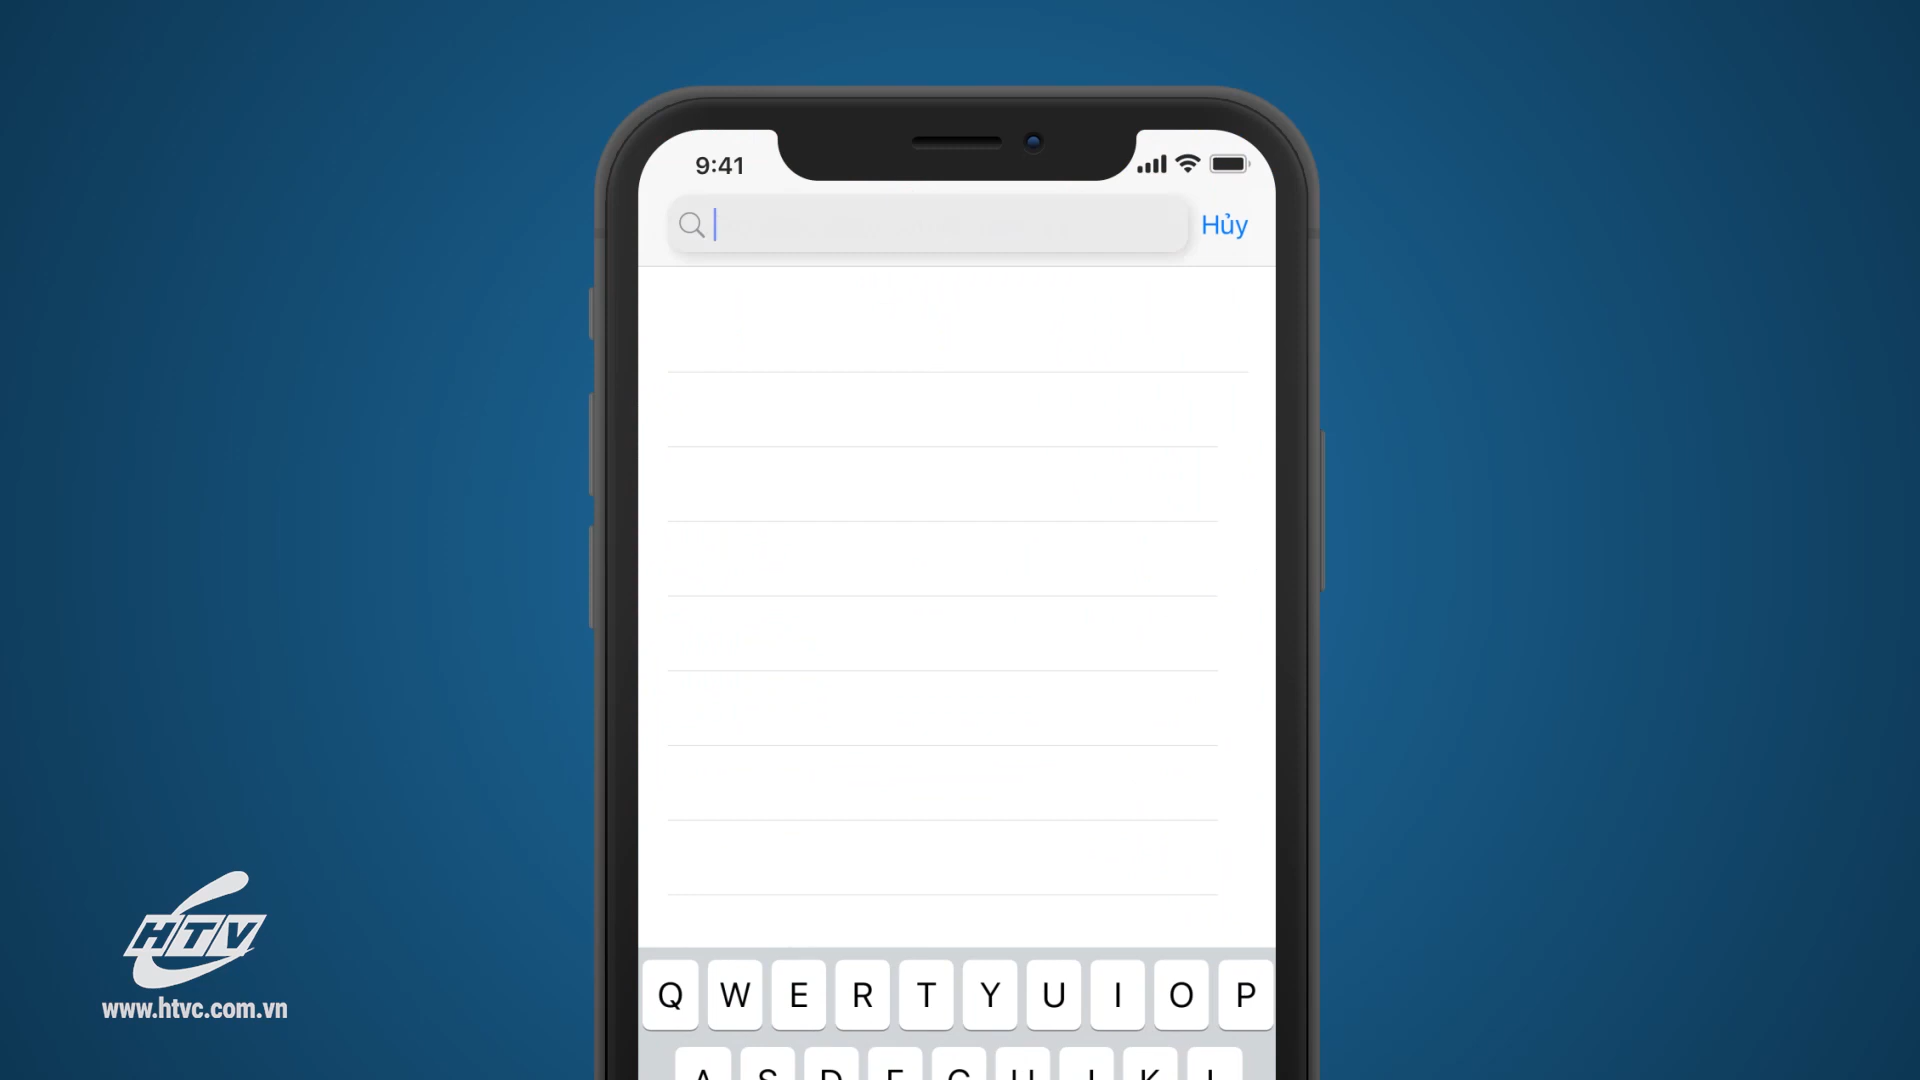 9:41
Hủy
Q W E R T Y U I O P
A S D F G H J K L
HTV
www.htvc.com.vn